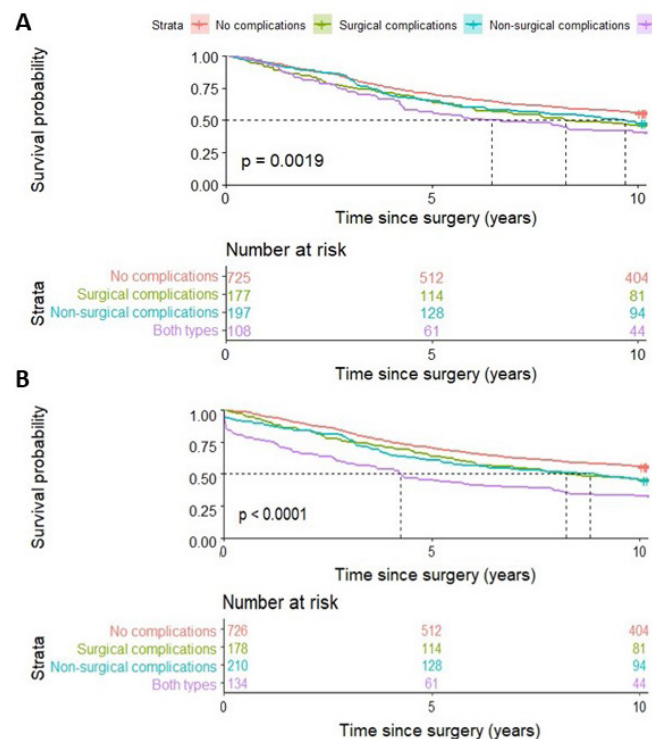 A
Strata No complications Surgical complications Non-surgical complications
Survival probability
1.00
0.75
0.50
0.25
0.00
p = 0.0019
0 5 10
Time since surgery (years)
Number at risk
Strata
No complications 725 512 404
Surgical complications 177 114 81
Non-surgical complications 197 128 94
Both types 108 61 44
0 5 10
Time since surgery (years)
B
Survival probability
1.00
0.75
0.50
0.25
0.00
p < 0.0001
0 5 10
Time since surgery (years)
Number at risk
Strata
No complications 726 512 404
Surgical complications 178 114 81
Non-surgical complications 210 128 94
Both types 134 61 44
0 5 10
Time since surgery (years)